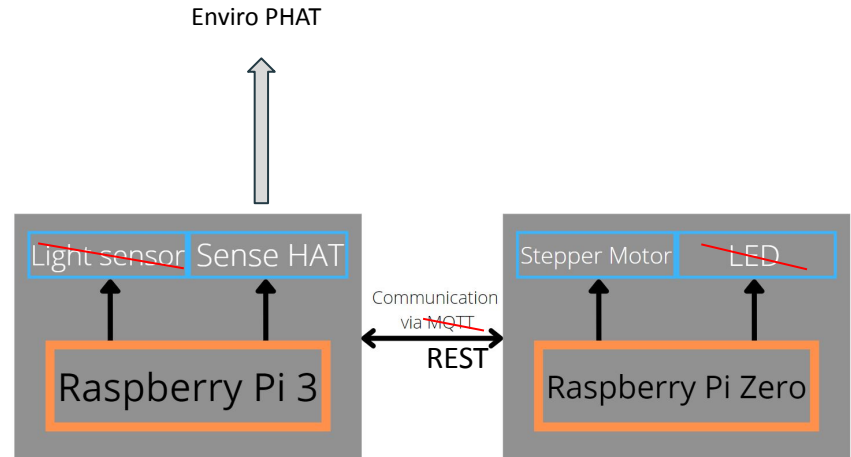 Enviro PHAT
Light sensor
Sense HAT
Raspberry Pi 3
Communication
via MQTT
REST
Stepper Motor
LED
Raspberry Pi Zero